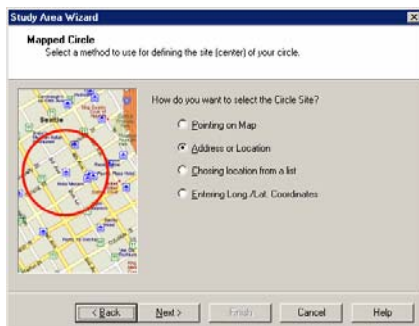 Study Area Wizard
Mapped Circle
Select a method to use for defining the site (center) of your circle.
How do you want to select the Circle Site?
Pointing on Map
Address or Location
Chosing location from a list
Entering Long./Lat. Coordinates
Seattle
< Back
Next >
Finish
Cancel
Help